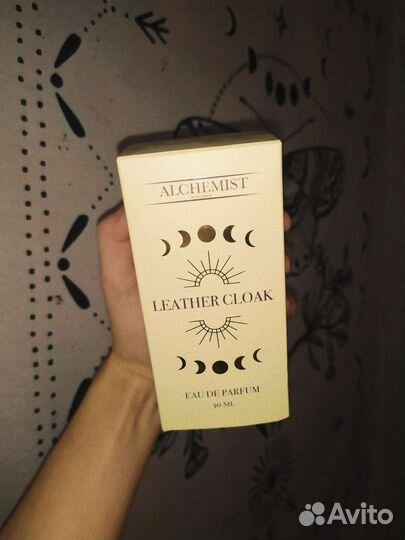 ALCHEMIST
LEATHER CLOAK
EAU DE PARFUM
30 ML
Avito